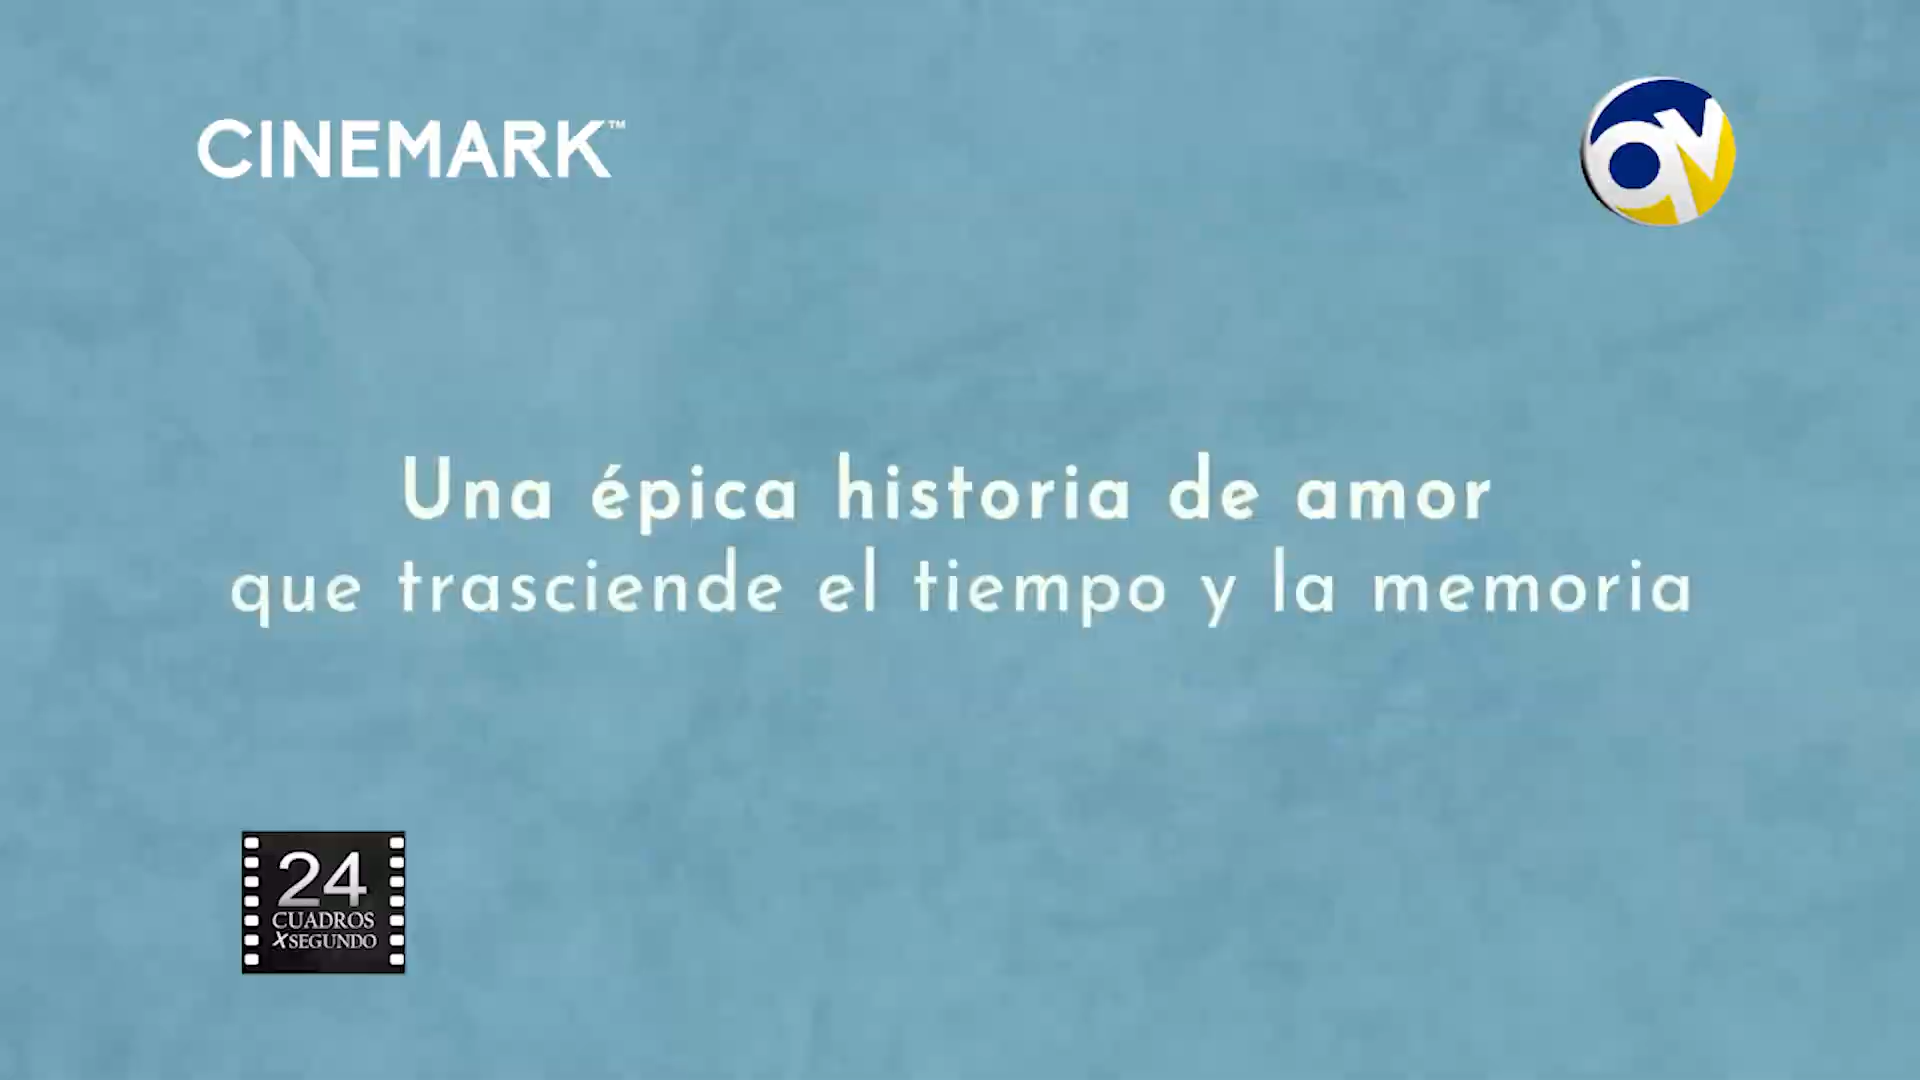 CINEMARK™
Una épica historia de amor
que trasciende el tiempo y la memoria
24
CUADROS
XSEGUNDO